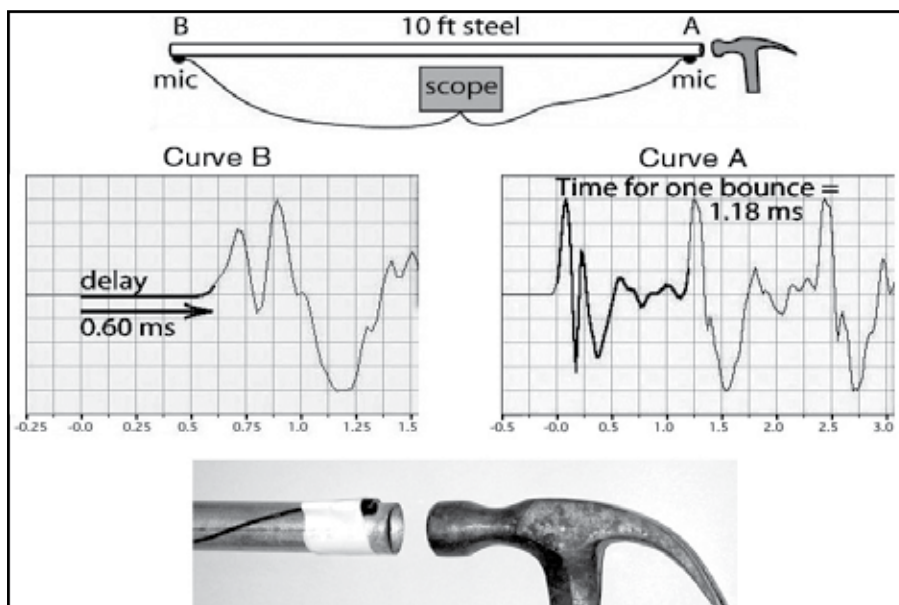 B 10 ft steel A
mic scope mic
Curve B Curve A
Time for one bounce =
1.18 ms
delay
0.60 ms
-0.25 -0.0 0.25 0.50 0.75 1.0 1.25 1.5
-0.5 -0.0 0.5 1.0 1.5 2.0 2.5 3.0